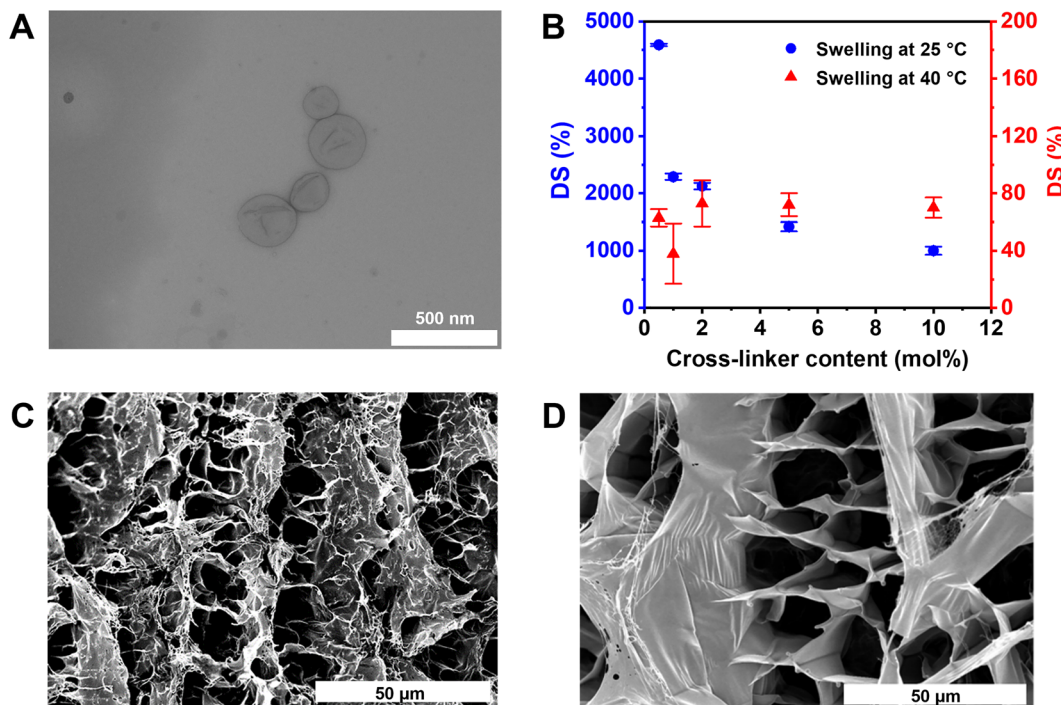 A
500 nm
B
Swelling at 25 °C
Swelling at 40 °C
5000
4000
3000
2000
1000
0
DS (%)
200
160
120
80
40
0
DS (%)
0
2
4
6
8
10
12
Cross-linker content (mol%)
C
50 µm
D
50 µm